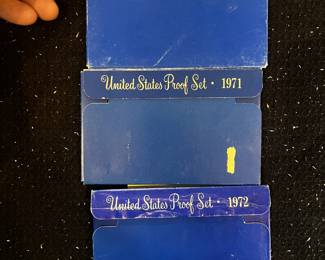 United States Proof Set · 1971
United States Proof Set · 1972